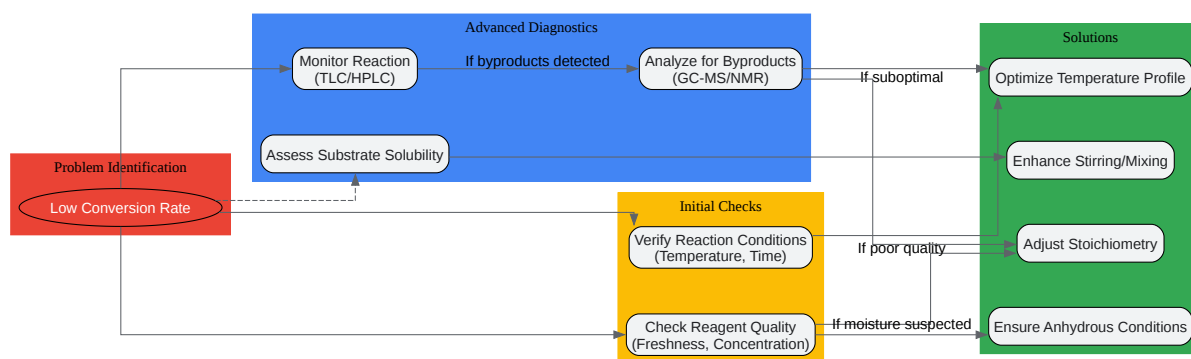 Advanced Diagnostics
Monitor Reaction
(TLC/HPLC)
If byproducts detected
Analyze for Byproducts
(GC-MS/NMR)
Assess Substrate Solubility
Problem Identification
Low Conversion Rate
Initial Checks
Verify Reaction Conditions
(Temperature, Time)
Check Reagent Quality
(Freshness, Concentration)
If suboptimal
If poor quality
If moisture suspected
Solutions
Optimize Temperature Profile
Enhance Stirring/Mixing
Adjust Stoichiometry
Ensure Anhydrous Conditions